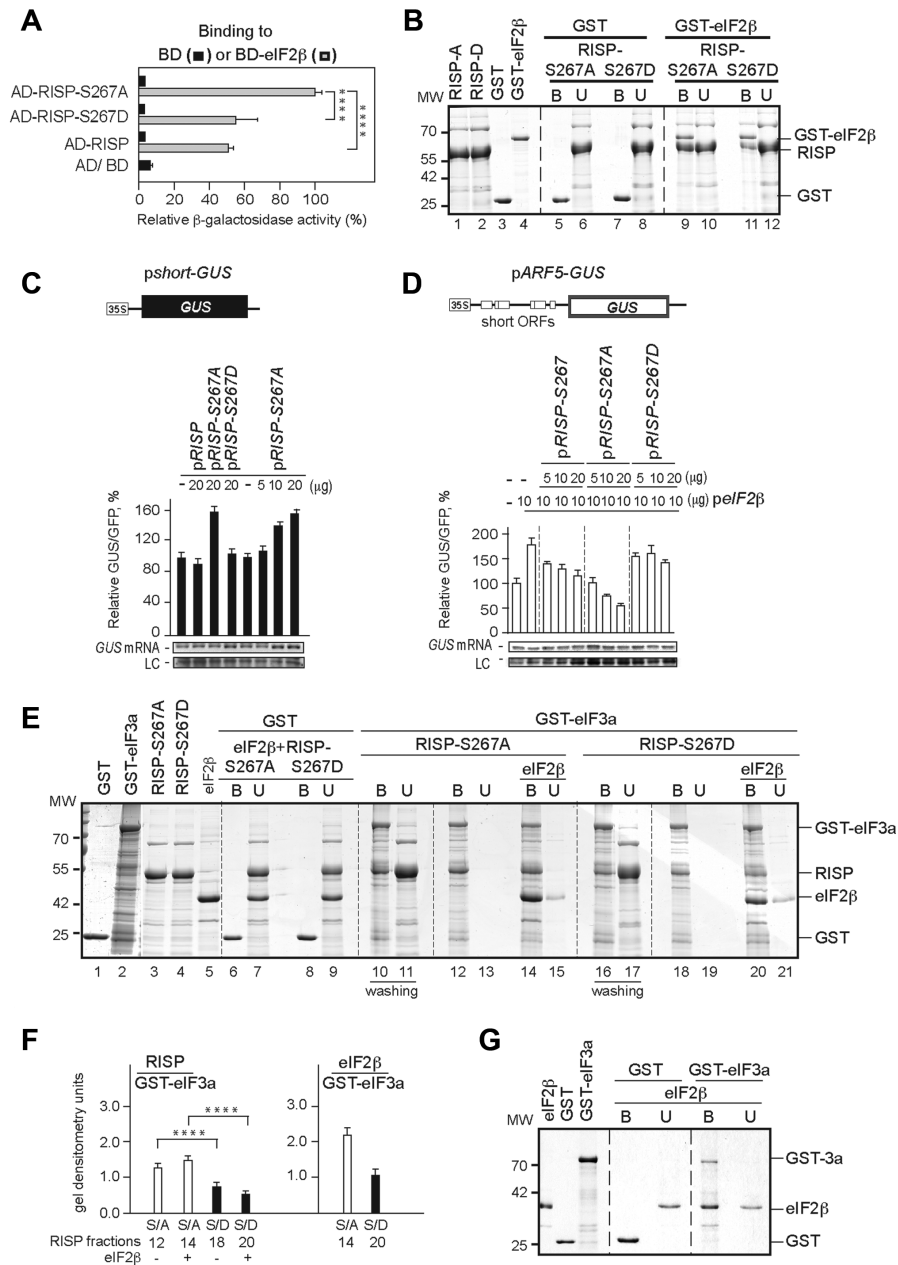 A
Binding to
BD (■) or BD-eIF2β (■)
AD-RISP-S267A
AD-RISP-S267D
AD-RISP
AD/ BD
****
****
0 20 40 60 80 100
Relative β-galactosidase activity (%)
B
RISP-A
RISP-D
GST
GST-eIF2β
GST
RISP-
S267A S267D
GST-eIF2β
RISP-
S267A S267D
B U B U B U B U
MW
70
55
42
25
GST-eIF2β
RISP
GST
1 2 3 4 5 6 7 8 9 10 11 12
C
pshort-GUS
35S
GUS
pRISP
pRISP-S267A
pRISP-S267D
pRISP-S267A
- 20 20 20 - 5 10 20 (μg)
Relative GUS/GFP, %
160
120
80
40
0
GUS mRNA -
LC -
D
pARF5-GUS
35S
GUS
short ORFs
pRISP-S267
pRISP-S267A
pRISP-S267D
- - 5 10 20 5 10 20 5 10 20 (μg)
- 10 10 10 10 10 10 10 10 10 10 (μg) peIF2β
Relative GUS/GFP, %
200
150
100
50
0
GUS mRNA -
LC -
E
GST
GST-eIF3a
RISP-S267A
RISP-S267D
eIF2β
GST
eIF2β+RISP-
S267A S267D
GST-eIF3a
RISP-S267A
RISP-S267D
eIF2β
eIF2β
B U B U B U B U B U B U B U B U
MW
70
55
42
25
GST-eIF3a
RISP
eIF2β
GST
1 2 3 4 5 6 7 8 9 10 11 12 13 14 15 16 17 18 19 20 21
washing
washing
F
gel densitometry units
RISP
GST-eIF3a
3.0
2.0
1.0
0.0
****
****
S/A S/A S/D S/D
RISP fractions 12 14 18 20
eIF2β - + - +
eIF2β
GST-eIF3a
3.0
2.0
1.0
S/A S/D
14 20
G
eIF2β
GST
GST-eIF3a
GST
GST-eIF3a
eIF2β
B U B U
MW
70
42
25
GST-3a
eIF2β
GST